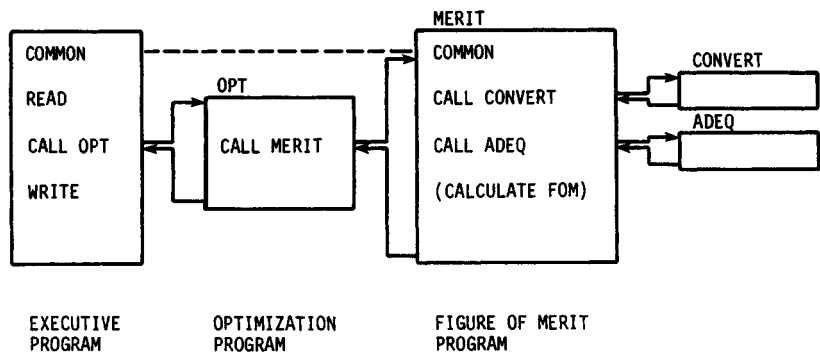 MERIT
COMMON
COMMON
CONVERT
OPT
READ
CALL CONVERT
ADEQ
CALL OPT
CALL MERIT
CALL ADEQ
WRITE
(CALCULATE FOM)
EXECUTIVE
PROGRAM
OPTIMIZATION
PROGRAM
FIGURE OF MERIT
PROGRAM